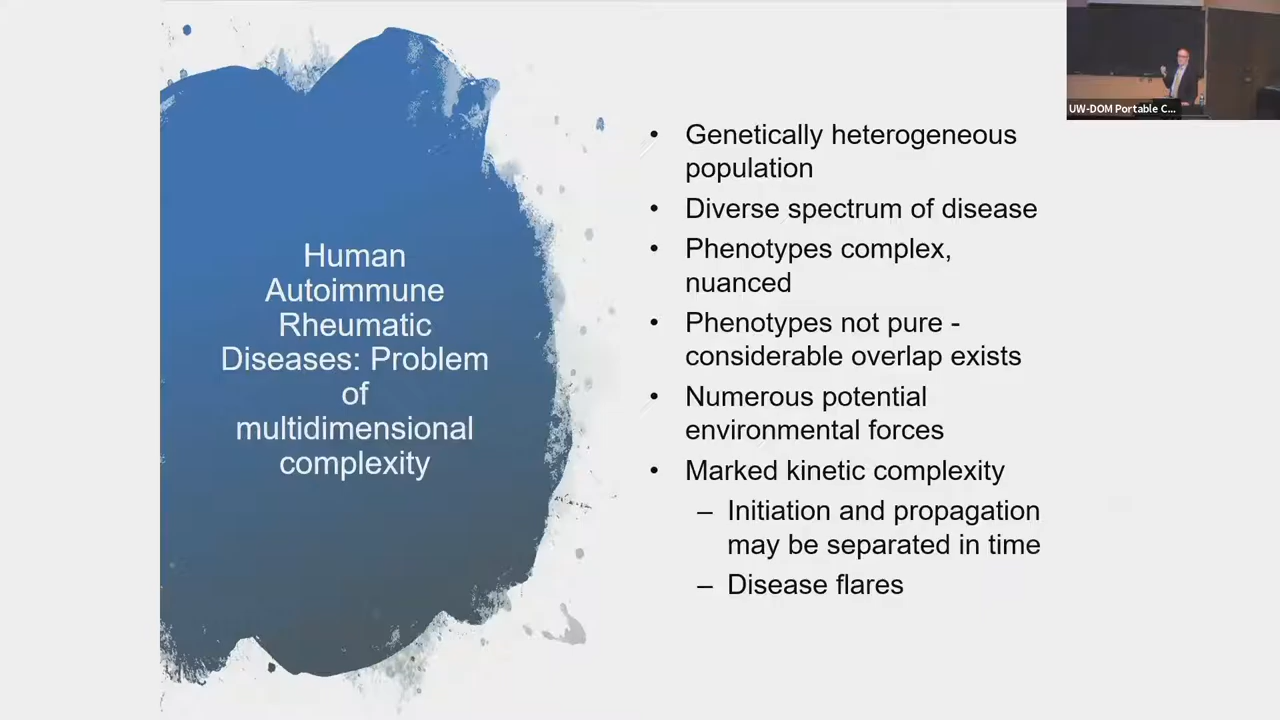 Human
Autoimmune
Rheumatic
Diseases: Problem
of
multidimensional
complexity
• Genetically heterogeneous
population
• Diverse spectrum of disease
• Phenotypes complex,
nuanced
• Phenotypes not pure -
considerable overlap exists
• Numerous potential
environmental forces
• Marked kinetic complexity
– Initiation and propagation
may be separated in time
– Disease flares
UW-DOM Portable C...